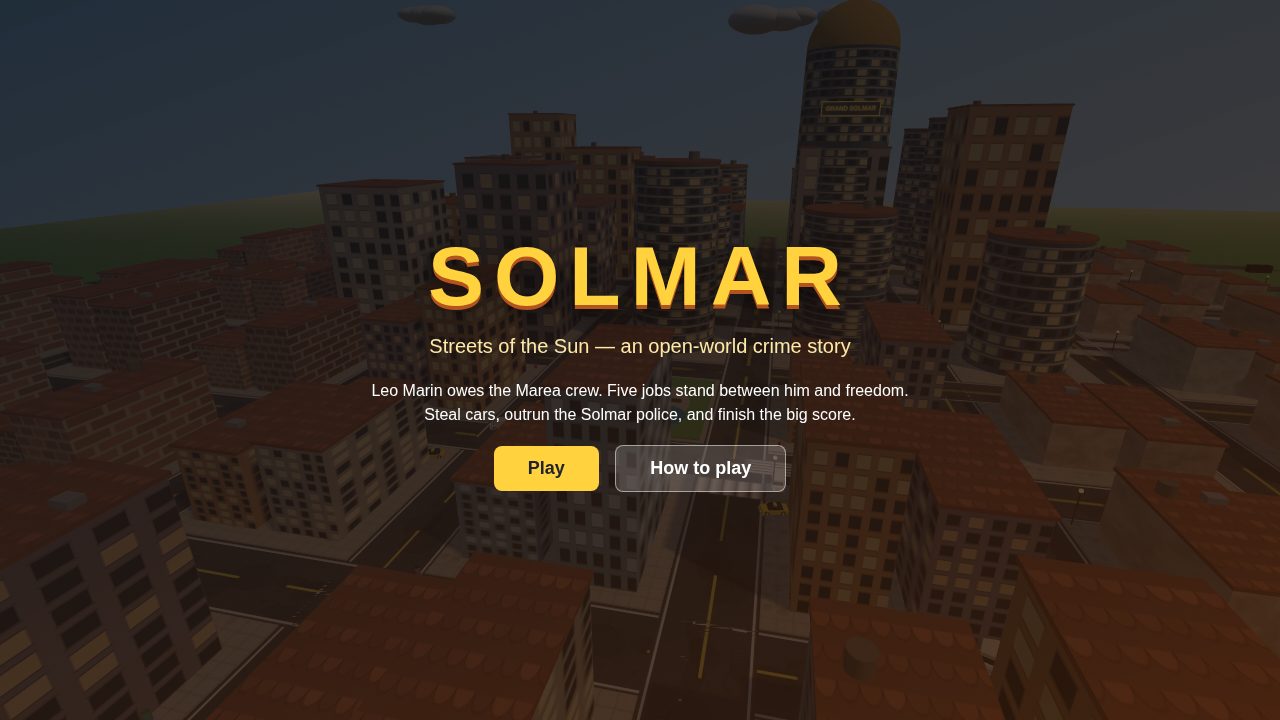 GRAND SOLMAR
SOLMAR
Streets of the Sun — an open-world crime story
Leo Marin owes the Marea crew. Five jobs stand between him and freedom.
Steal cars, outrun the Solmar police, and finish the big score.
Play
How to play